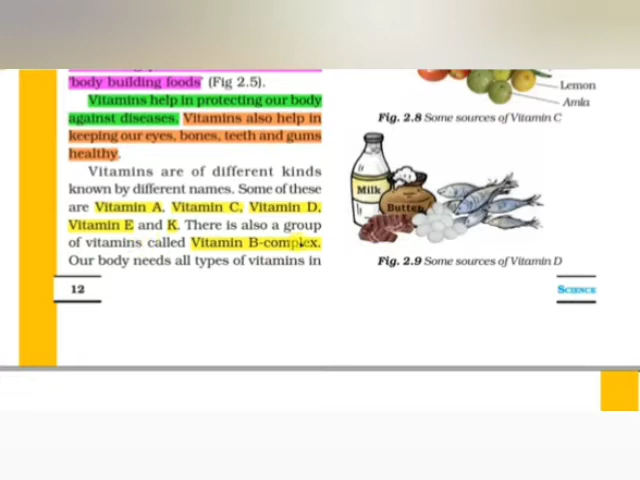 'body building foods' (Fig 2.5).
Vitamins help in protecting our body
against diseases. Vitamins also help in
keeping our eyes, bones, teeth and gums
healthy.
Vitamins are of different kinds
known by different names. Some of these
are Vitamin A, Vitamin C, Vitamin D,
Vitamin E and K. There is also a group
of vitamins called Vitamin B-complex.
Our body needs all types of vitamins in
12
Lemon
Amla
Fig. 2.8 Some sources of Vitamin C
Milk
Butter
Fig. 2.9 Some sources of Vitamin D
SCIENCE